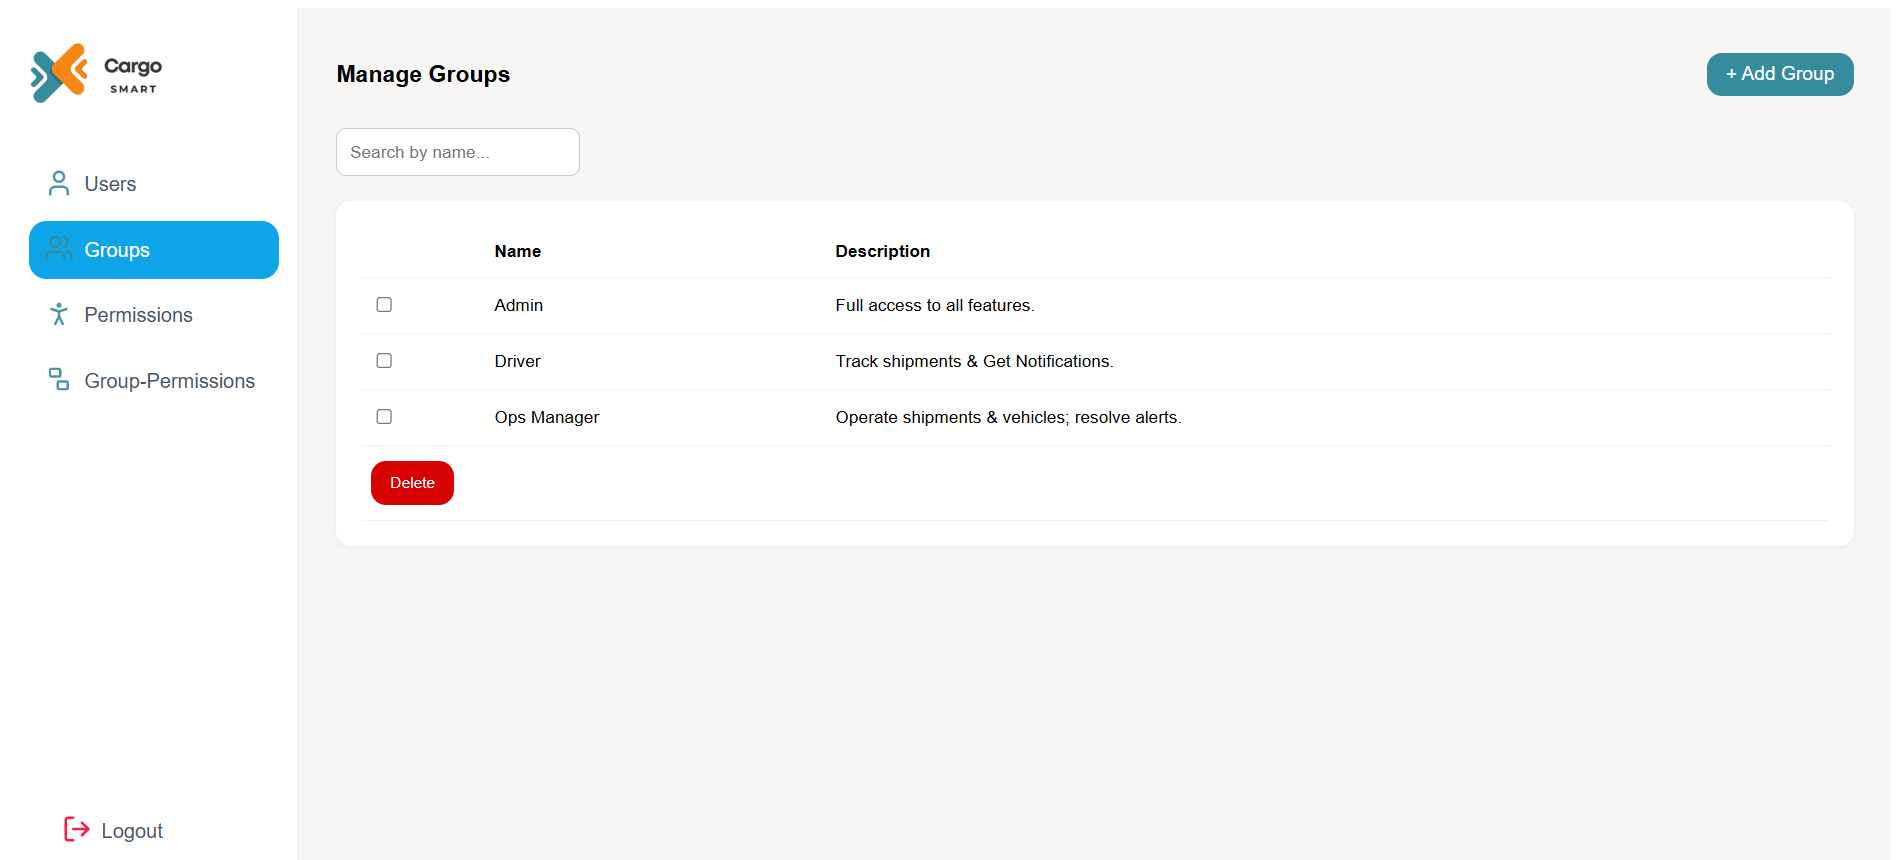 Cargo
SMART
Users
Groups
Permissions
Group-Permissions
Logout
Manage Groups
+ Add Group
Search by name...
Name Description
Admin Full access to all features.
Driver Track shipments & Get Notifications.
Ops Manager Operate shipments & vehicles; resolve alerts.
Delete